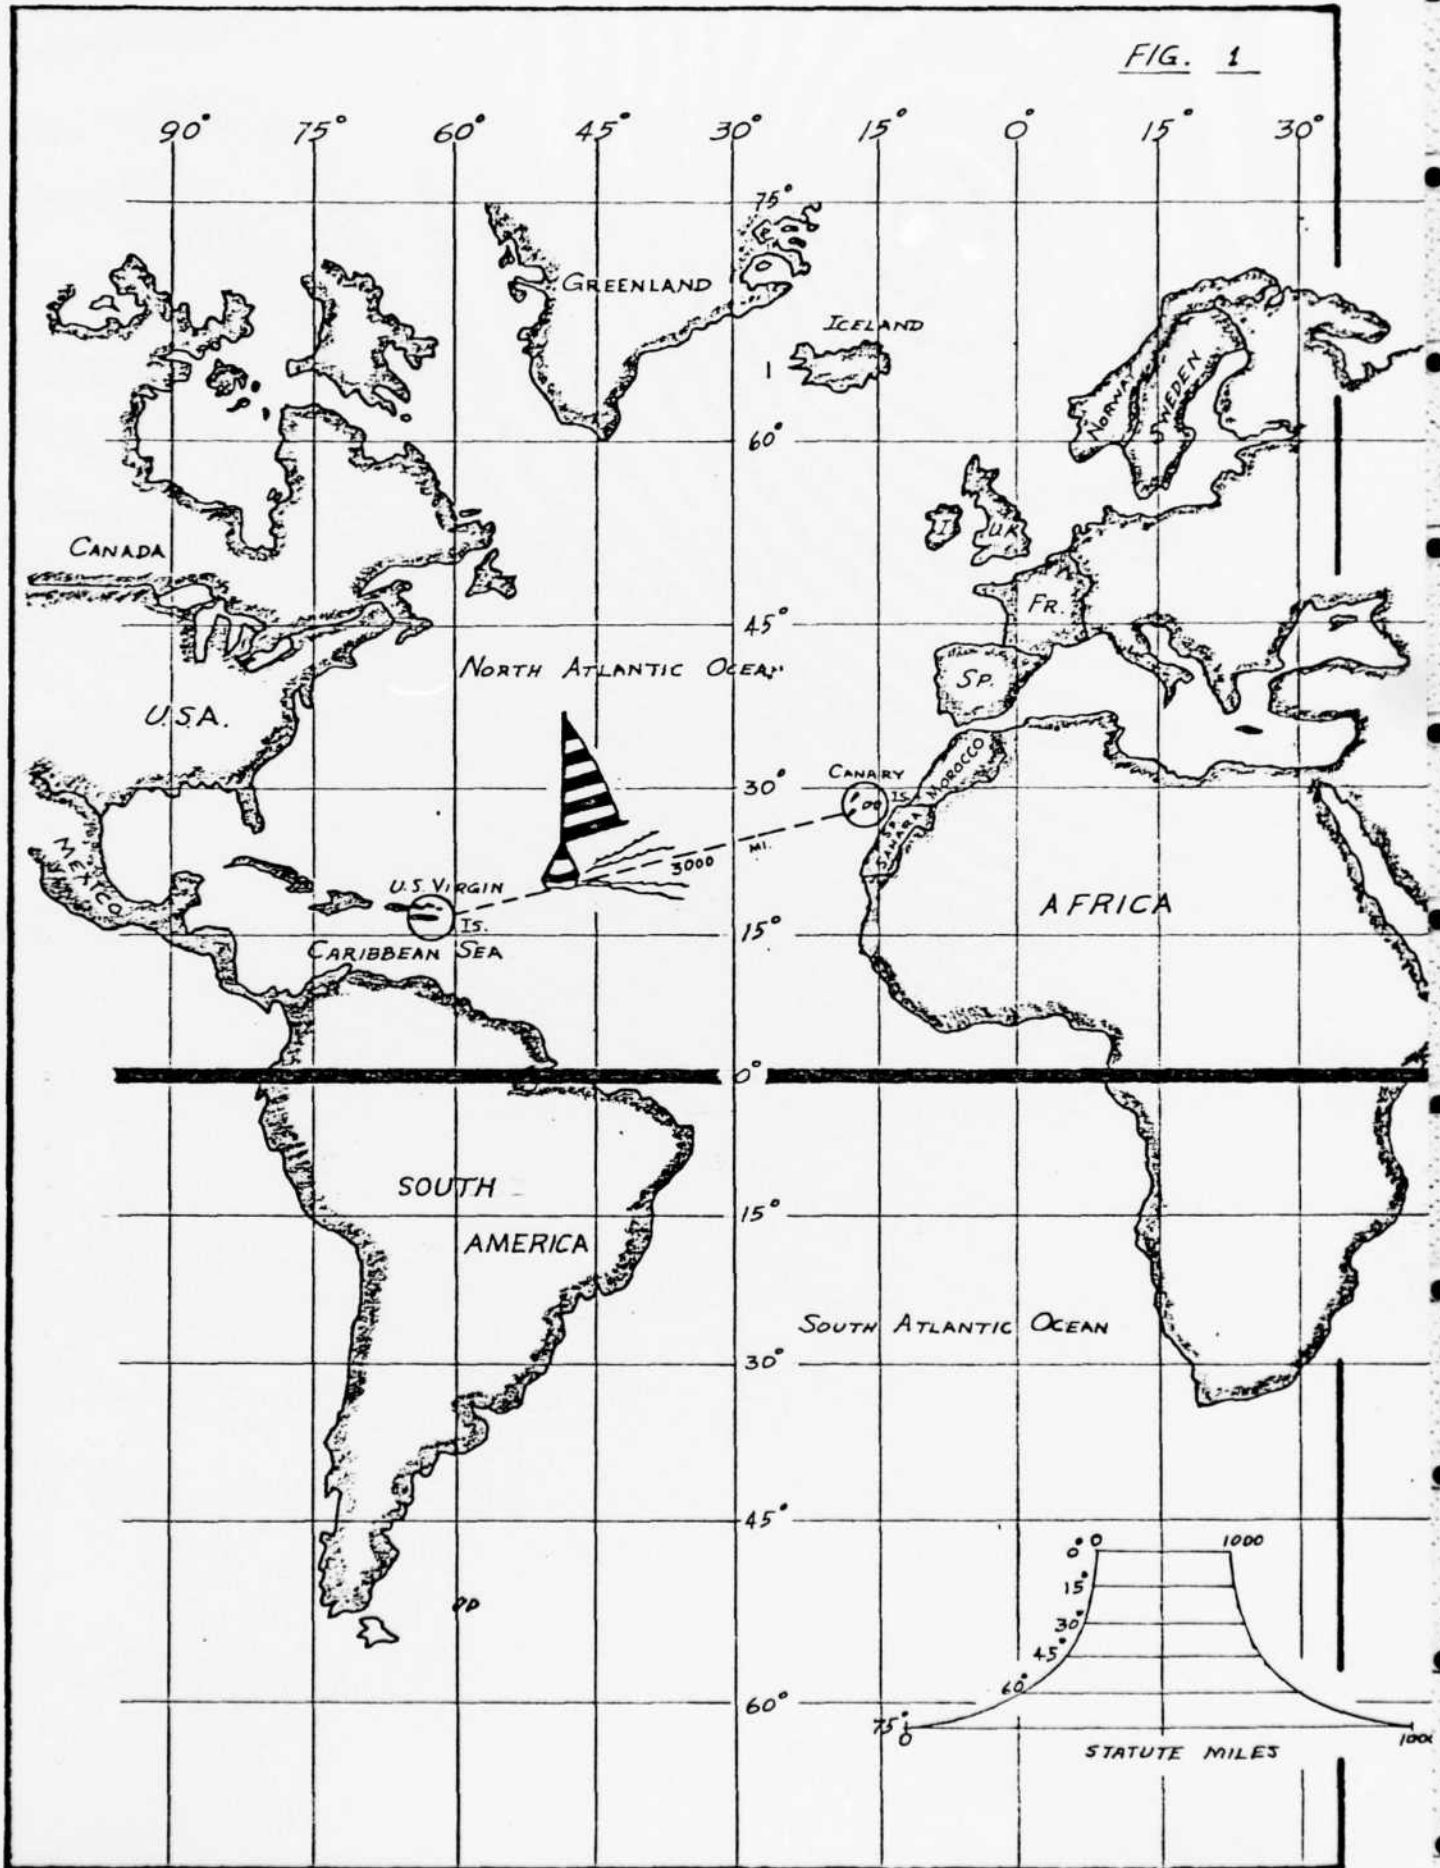 FIG. 1
90° 75° 60° 45° 30° 15° 0° 15° 30°
75°
GREENLAND
ICELAND
NORWAY
SWEDEN
60°
I
U.K.
CANADA
FR.
45°
NORTH ATLANTIC OCEAN
SP.
U.S.A.
MOROCCO
CANARY
IS.
30°
SP.
SAHARA
3000 MI.
MEXICO
U.S. VIRGIN
IS.
AFRICA
15°
CARIBBEAN SEA
0°
SOUTH
AMERICA
15°
SOUTH ATLANTIC OCEAN
30°
45°
0° 0 1000
15°
30°
45°
60°
60°
75°
0 1000
STATUTE MILES